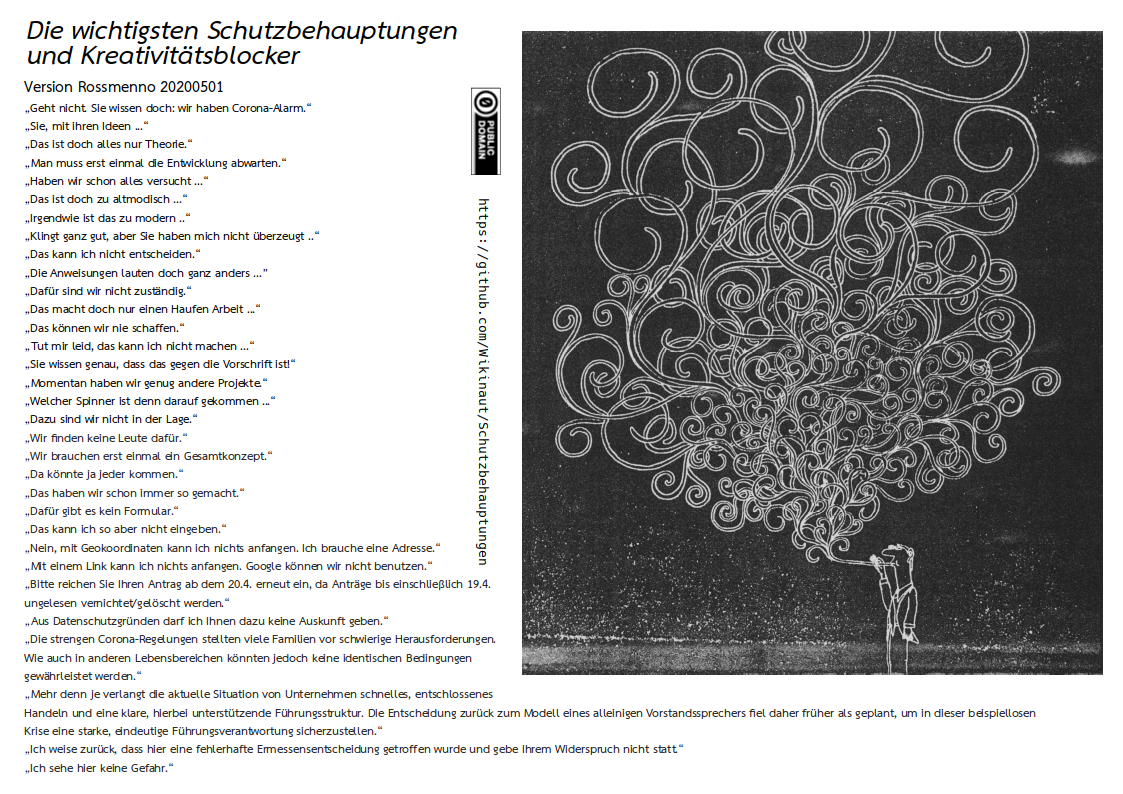 Die wichtigsten Schutzbehauptungen
und Kreativitätsblocker
Version Rossmenno 20200501
„Geht nicht. Sie wissen doch: wir haben Corona-Alarm.“
„Sie, mit ihren Ideen ...“
„Das ist doch alles nur Theorie.“
„Man muss erst einmal die Entwicklung abwarten.“
„Haben wir schon alles versucht ...“
„Das ist doch zu altmodisch ...“
„Irgendwie ist das zu modern ..“
„Klingt ganz gut, aber Sie haben mich nicht überzeugt ..“
„Das kann ich nicht entscheiden.“
„Die Anweisungen lauten doch ganz anders ...”
„Dafür sind wir nicht zuständig.“
„Das macht doch nur einen Haufen Arbeit ...“
„Das können wir nie schaffen.“
„Tut mir leid, das kann ich nicht machen ...“
„Sie wissen genau, dass das gegen die Vorschrift ist!“
„Momentan haben wir genug andere Projekte.“
„Welcher Spinner ist denn darauf gekommen ...“
„Dazu sind wir nicht in der Lage.“
„Wir finden keine Leute dafür.“
„Wir brauchen erst einmal ein Gesamtkonzept.“
„Da könnte ja jeder kommen.“
„Das haben wir schon immer so gemacht.“
„Dafür gibt es kein Formular.“
„Das kann ich so aber nicht eingeben.“
„Nein, mit Geokoordinaten kann ich nichts anfangen. Ich brauche eine Adresse.“
„Mit einem Link kann ich nichts anfangen. Google können wir nicht benutzen.“
„Bitte reichen Sie Ihren Antrag ab dem 20.4. erneut ein, da Anträge bis einschließlich 19.4.
ungelesen vernichtet/gelöscht werden.“
„Aus Datenschutzgründen darf ich Ihnen dazu keine Auskunft geben.“
„Die strengen Corona-Regelungen stellten viele Familien vor schwierige Herausforderungen.
Wie auch in anderen Lebensbereichen könnten jedoch keine identischen Bedingungen
gewährleistet werden.“
„Mehr denn je verlangt die aktuelle Situation von Unternehmen schnelles, entschlossenes
Handeln und eine klare, hierbei unterstützende Führungsstruktur. Die Entscheidung zurück zum Modell eines alleinigen Vorstandssprechers fiel daher früher als geplant, um in dieser beispiellosen
Krise eine starke, eindeutige Führungsverantwortung sicherzustellen.“
„Ich weise zurück, dass hier eine fehlerhafte Ermessensentscheidung getroffen wurde und gebe Ihrem Widerspruch nicht statt.“
„Ich sehe hier keine Gefahr.“
PUBLIC
DOMAIN
https://github.com/Wikinaut/Schutzbehauptungen